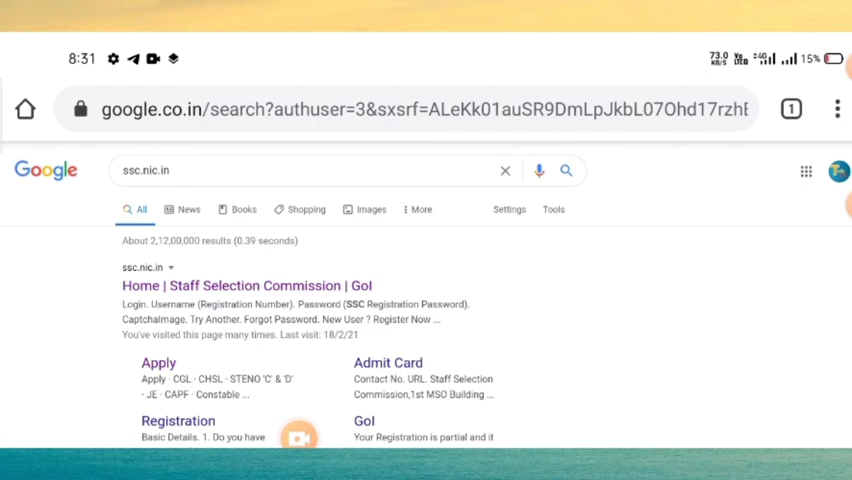 8:31
73.0 KB/S Vo LTE 4G 15%
google.co.in/search?authuser=3&sxsrf=ALeKk01auSR9DmLpJkbL07Ohd17rzhE
1
Google
ssc.nic.in
All News Books Shopping Images More Settings Tools
About 2,12,00,000 results (0.39 seconds)
ssc.nic.in
Home | Staff Selection Commission | GoI
Login. Username (Registration Number). Password (SSC Registration Password).
CaptchaImage. Try Another. Forgot Password. New User ? Register Now ...
You've visited this page many times. Last visit: 18/2/21
Apply Admit Card
Apply · CGL · CHSL · STENO 'C' & 'D' Contact No. URL. Staff Selection
· JE · CAPF · Constable ... Commission,1st MSO Building ...
Registration GoI
Basic Details. 1. Do you have Your Registration is partial and it